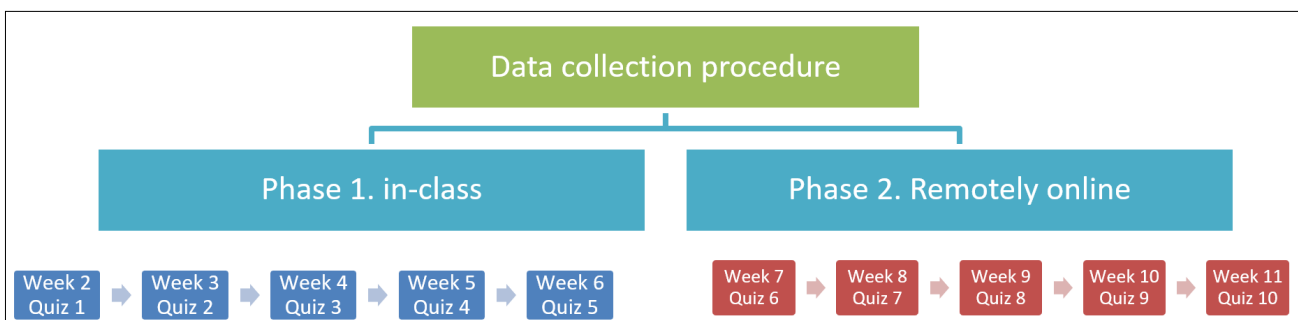 Data collection procedure
Phase 1. in-class
Phase 2. Remotely online
Week 2
Quiz 1
Week 3
Quiz 2
Week 4
Quiz 3
Week 5
Quiz 4
Week 6
Quiz 5
Week 7
Quiz 6
Week 8
Quiz 7
Week 9
Quiz 8
Week 10
Quiz 9
Week 11
Quiz 10